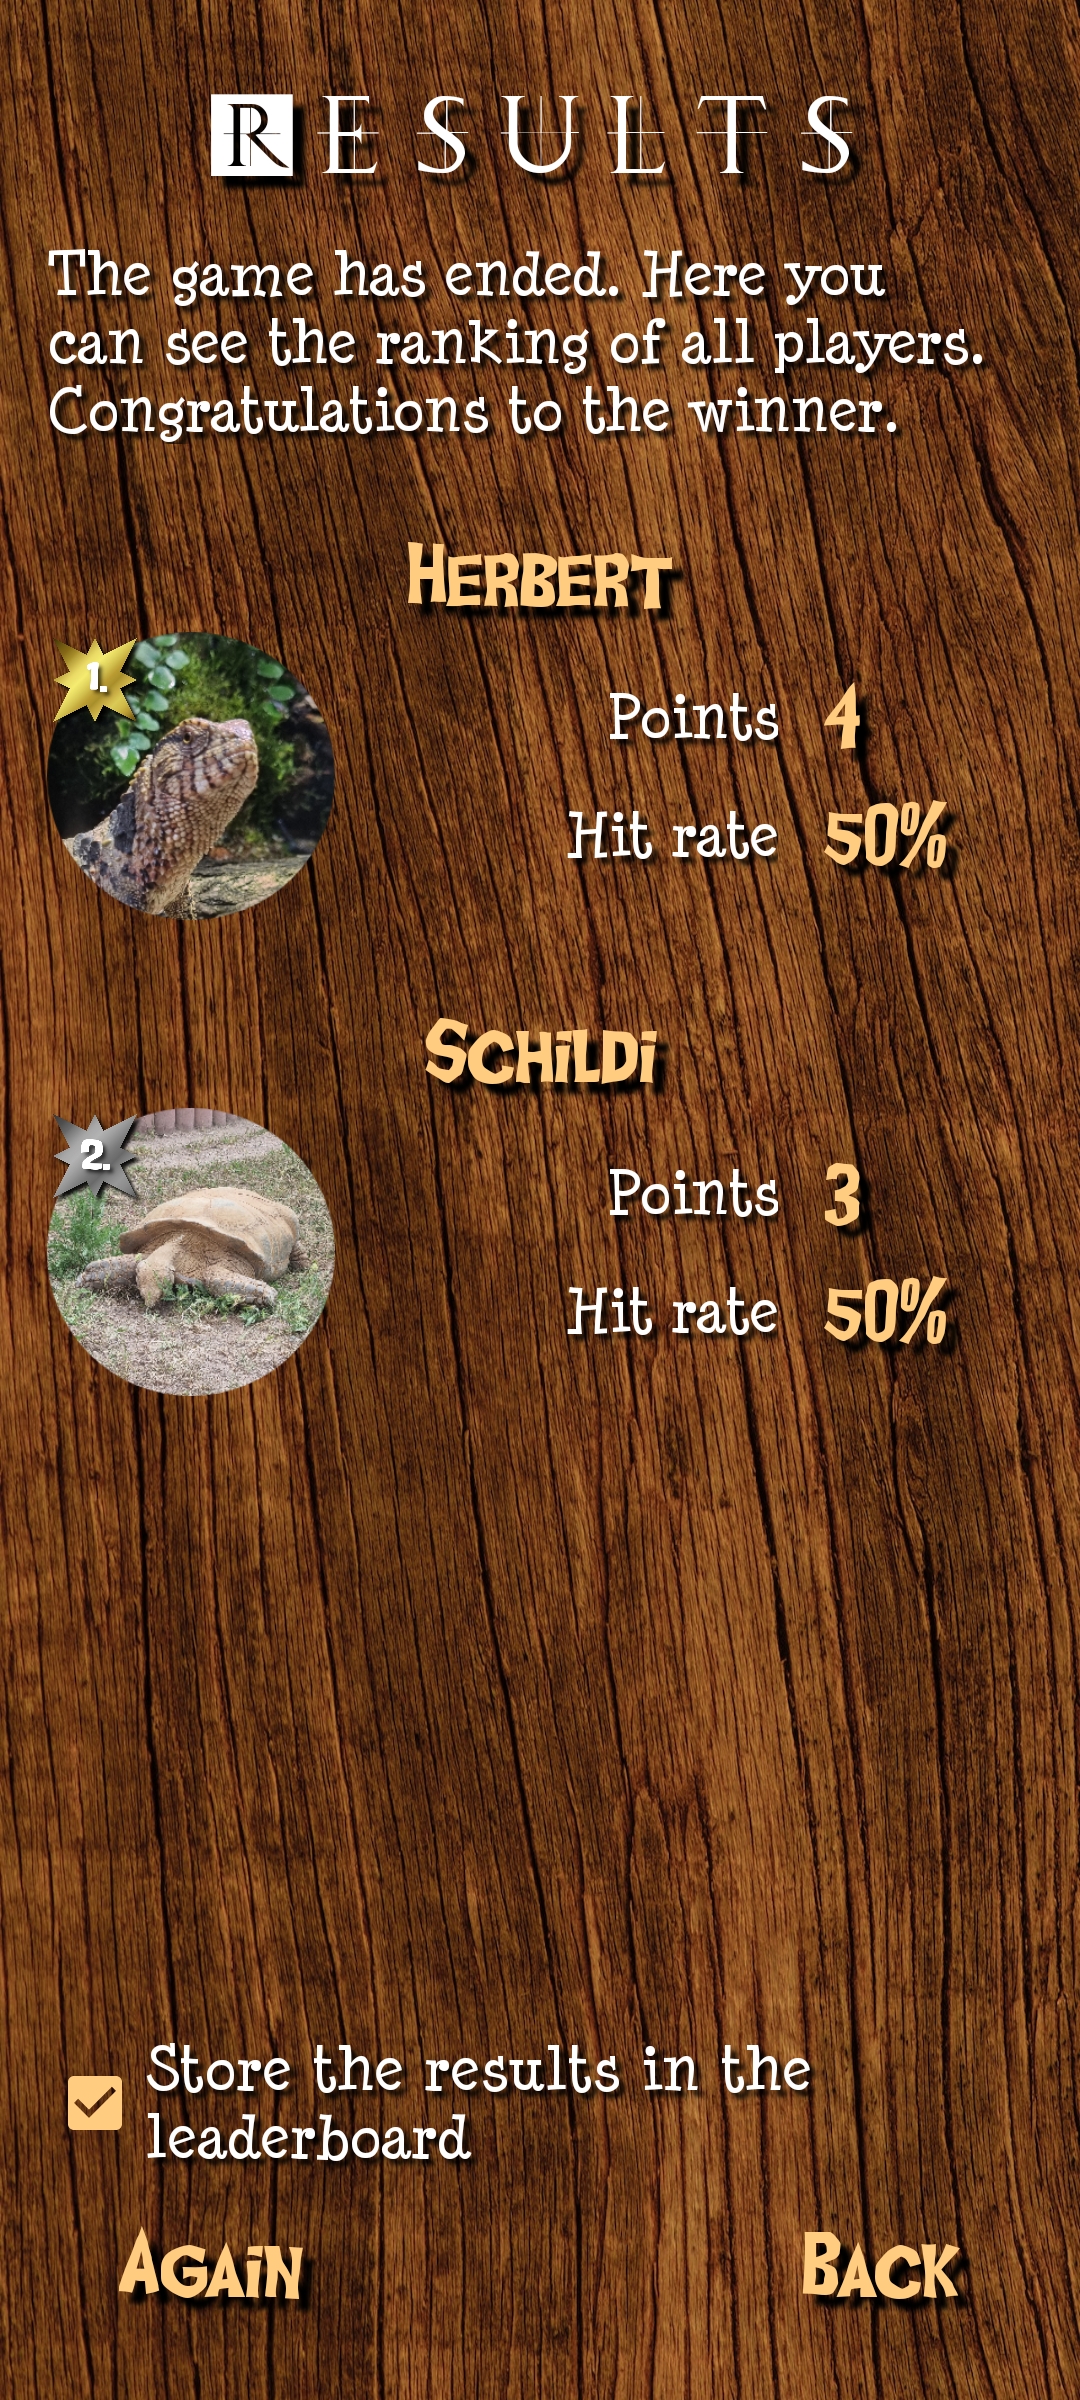 RESULTS
The game has ended. Here you
can see the ranking of all players.
Congratulations to the winner.
HERBERT
1.
Points 4
Hit rate 50%
SCHiLDi
2.
Points 3
Hit rate 50%
Store the results in the
leaderboard
AGAiN BACK